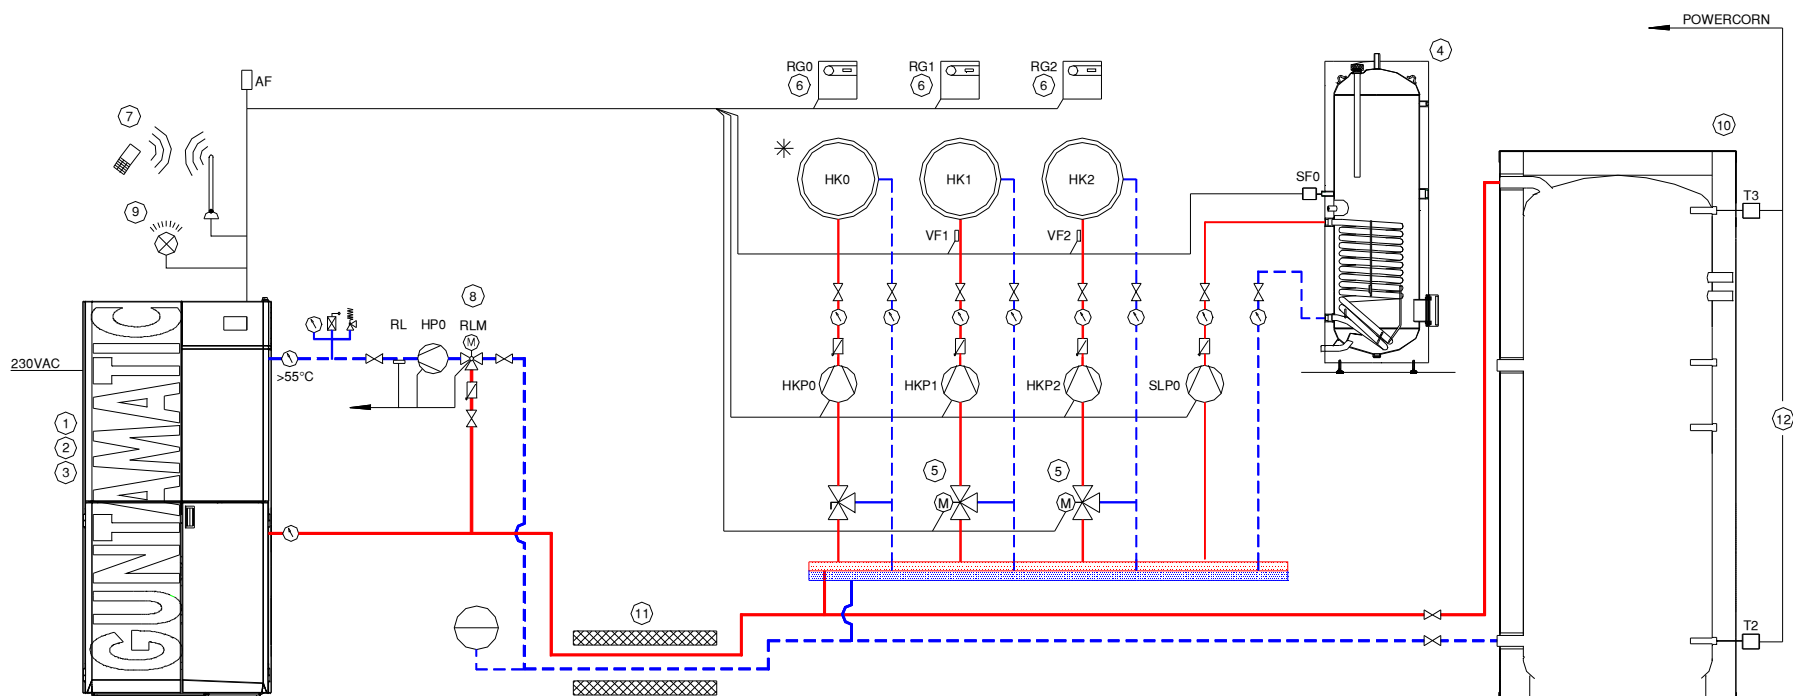 POWERCORN
4
AF
RG0
RG1
RG2
6
6
6
7
10
HK0
HK1
HK2
SF0
T3
9
VF1
VF2
8
RL
HP0
RLM
M
230VAC
>55°C
HKP0
HKP1
HKP2
SLP0
1
2
3
12
GUNTAMATIC
5
5
M
M
11
T2